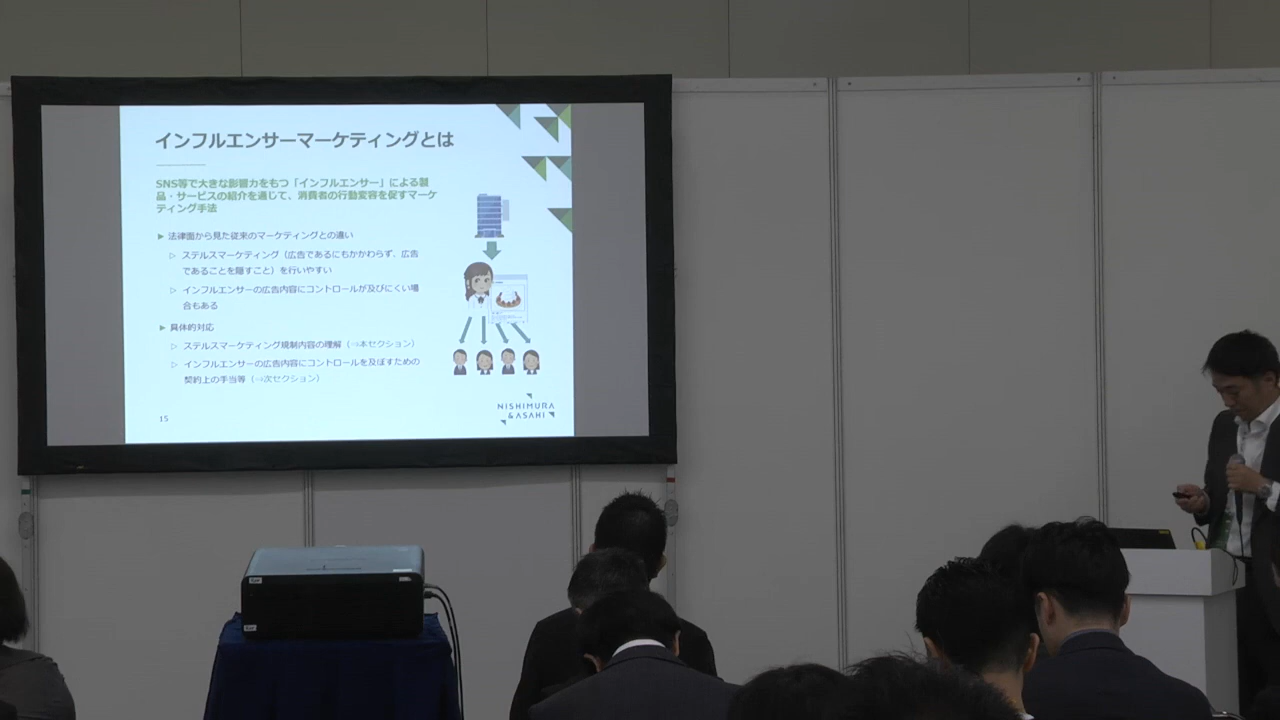 インフルエンサーマーケティングとは
SNS等で大きな影響力をもつ「インフルエンサー」による製
品・サービスの紹介を通じて、消費者の行動変容を促すマーケ
ティング手法
▶ 法律面から見た従来のマーケティングとの違い
▷ ステルスマーケティング（広告であるにもかかわらず、広告
であることを隠すこと）を行いやすい
▷ インフルエンサーの広告内容にコントロールが及びにくい場
合もある
▶ 具体的対応
▷ ステルスマーケティング規制内容の理解（⇒本セクション）
▷ インフルエンサーの広告内容にコントロールを及ぼすための
契約上の手当等（⇒次セクション）
15
NISHIMURA
& ASAHI